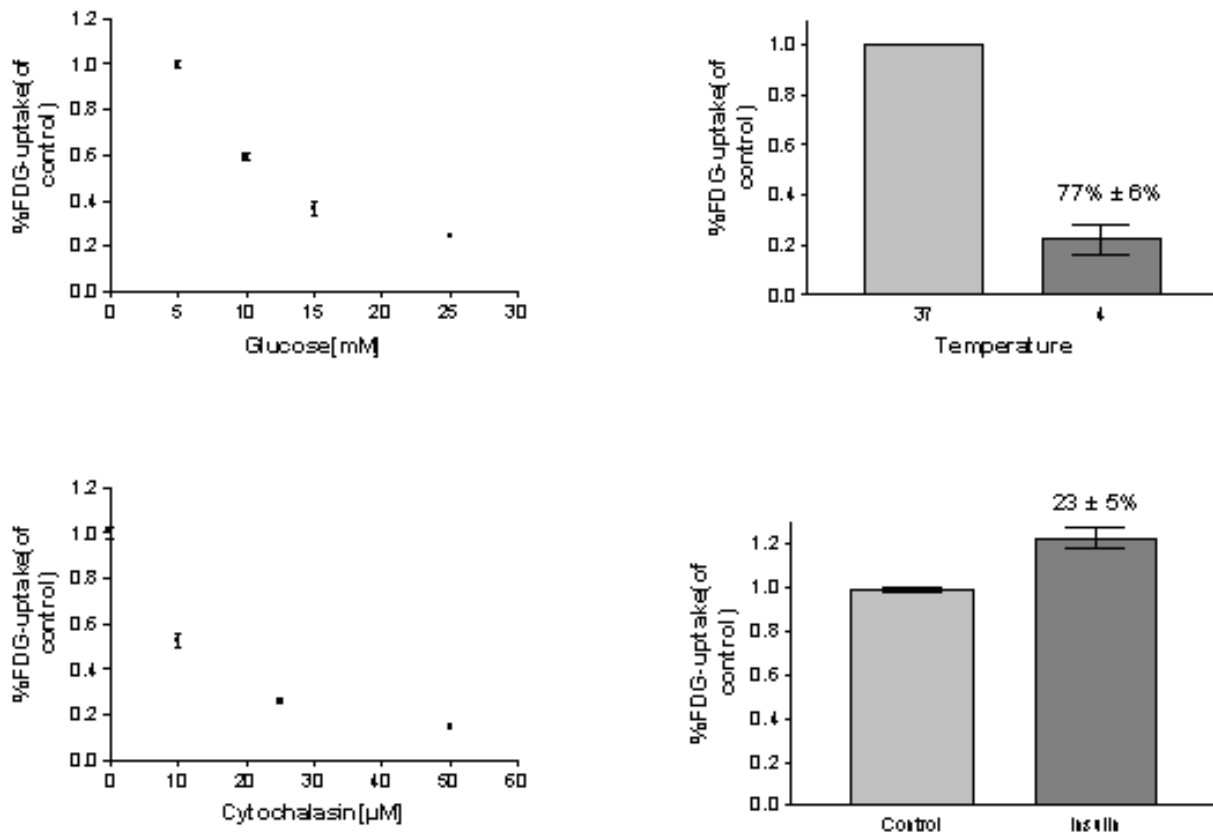 %FDG-uptake(of
control)
1.2
1.0
0.8
0.6
0.4
0.2
0.0
0 5 10 15 20 25 30
Glucose[mM]
%FDG-uptake(of
control)
1.0
0.8
0.6
0.4
0.2
0.0
77% ± 6%
37 4
Temperature
%FDG-uptake(of
control)
1.2
1.0
0.8
0.6
0.4
0.2
0.0
0 10 20 30 40 50 60
Cytochalasin[µM]
%FDG-uptake(of
control)
23 ± 5%
1.2
1.0
0.8
0.6
0.4
0.2
0.0
Control Insulin